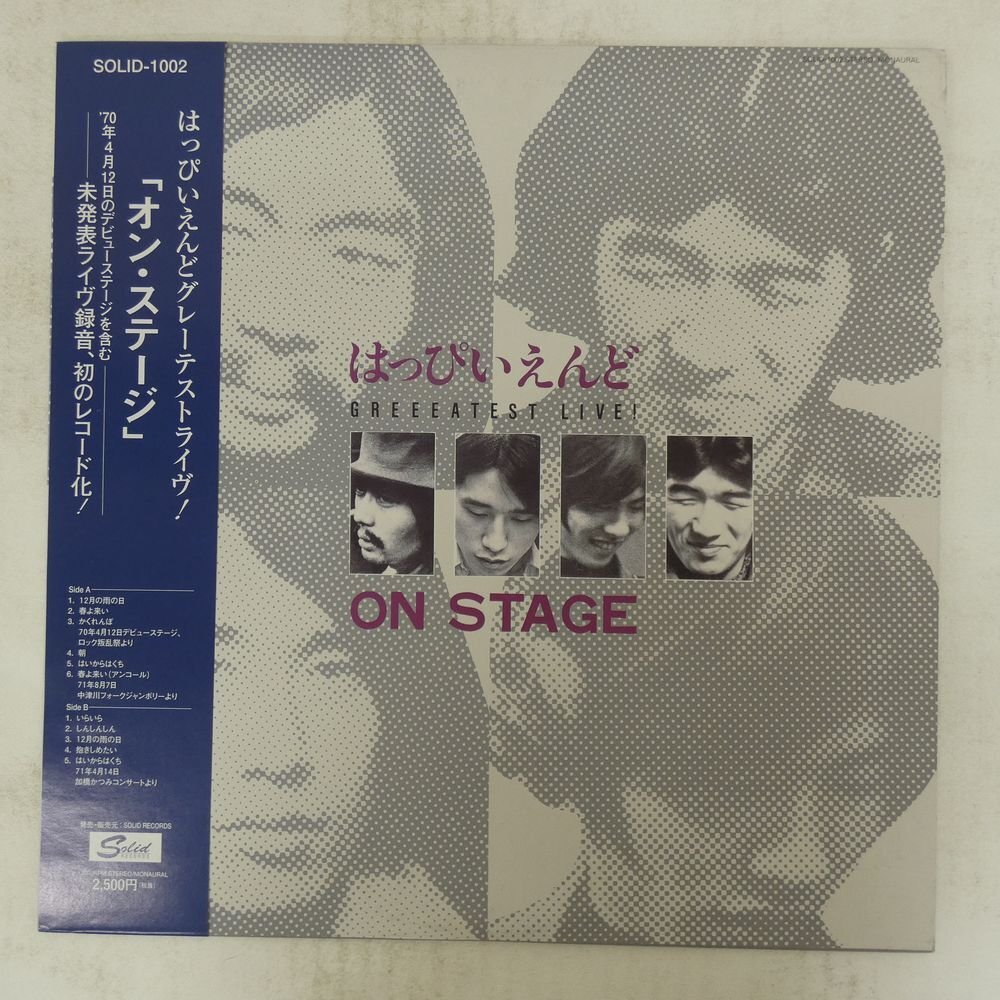 SOLID-1002
はっぴいえんどグレーテストライヴ!
「オン・ステージ」
'70年4月12日のデビューステージを含む
未発表ライヴ録音、初のレコード化!
Side A
1. 12月の雨の日
2. 春よ来い
3. かくれんぼ
70年4月12日デビューステージ、
ロック叛乱祭より
4. 朝
5. はいからはくち
6. 春よ来い(アンコール)
71年8月7日
中津川フォークジャンボリーより
Side B
1. いらいら
2. しんしんしん
3. 12月の雨の日
4. 抱きしめたい
5. はいからはくち
71年4月14日
加橋かつみコンサートより
発売・販売元:SOLID RECORDS
Solid
RECORDS
STEREO/MONAURAL
2,500円(税抜)
SOLID-1002 STEREO/MONAURAL
はっぴいえんど
GREEEATEST LIVE!
ON STAGE